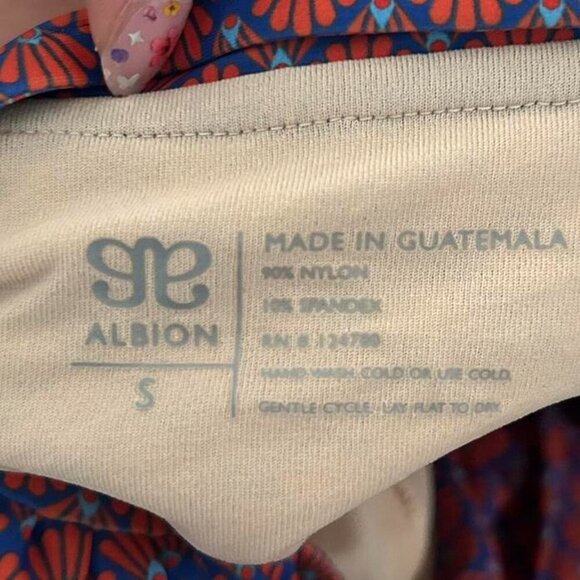 ALBION
S
MADE IN GUATEMALA
90% NYLON
10% SPANDEX
RN # 124780
HAND WASH COLD OR USE COLD
GENTLE CYCLE. LAY FLAT TO DRY.